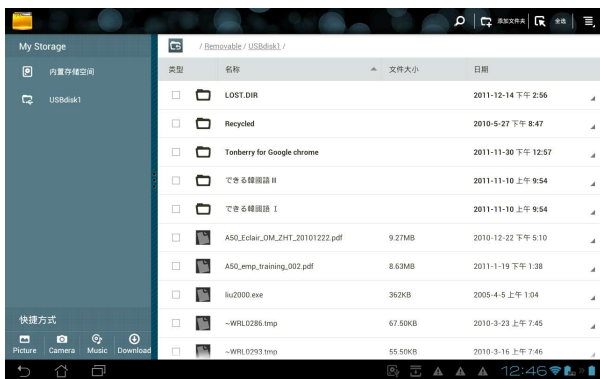 添加文件夹 全选
My Storage
内置存储空间
USBdisk1
/ Removable / USBdisk1 /
类型 名称 文件大小 日期
LOST.DIR 2011-12-14 下午 2:56
Recycled 2010-5-27 下午 8:47
Tonberry for Google chrome 2011-11-30 下午 12:57
できる韓國語 II 2011-11-10 上午 9:54
できる韓國語 I 2011-11-10 上午 9:54
A50_Eclair_OM_ZHT_20101222.pdf 9.27MB 2010-12-22 下午 5:10
A50_emp_training_002.pdf 8.63MB 2011-1-19 下午 1:38
liu2000.exe 362KB 2005-4-5 上午 1:04
~WRL0286.tmp 67.50KB 2010-3-23 上午 7:45
~WRL0293.tmp 55.50KB 2010-3-16 上午 7:46
快捷方式
Picture Camera Music Download
12:46